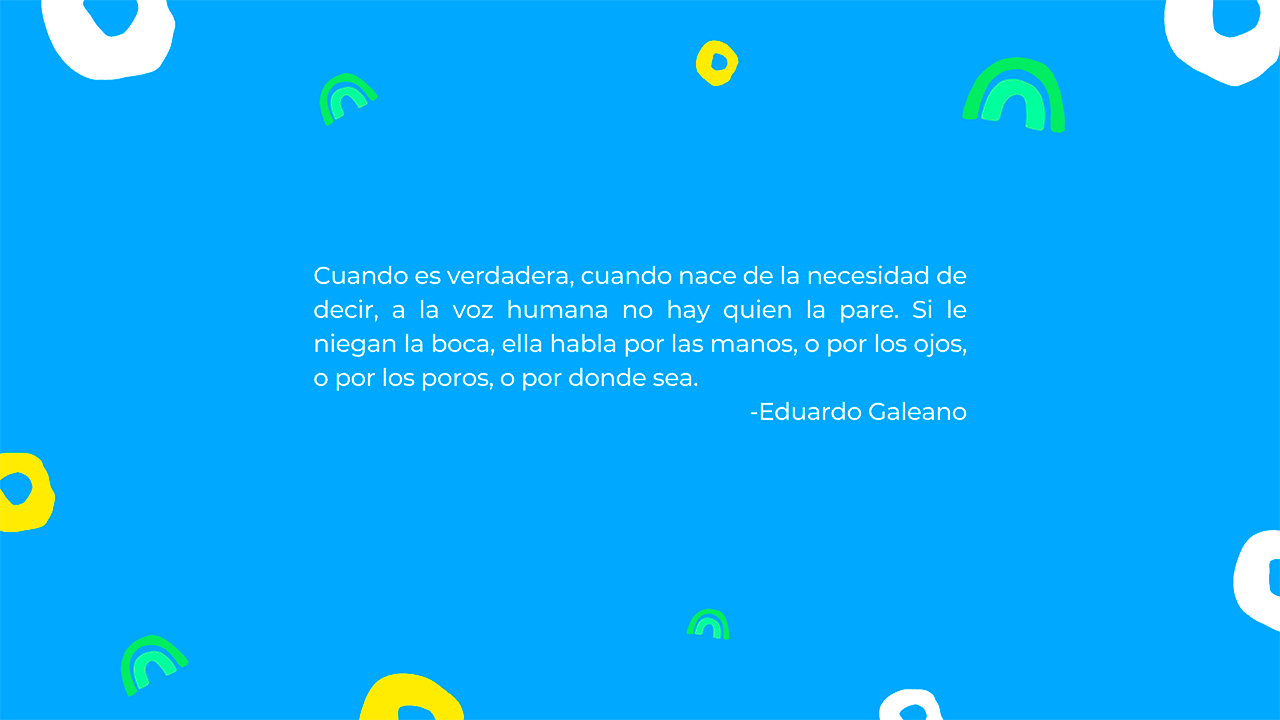 Cuando es verdadera, cuando nace de la necesidad de
decir, a la voz humana no hay quien la pare. Si le
niegan la boca, ella habla por las manos, o por los ojos,
o por los poros, o por donde sea.
-Eduardo Galeano